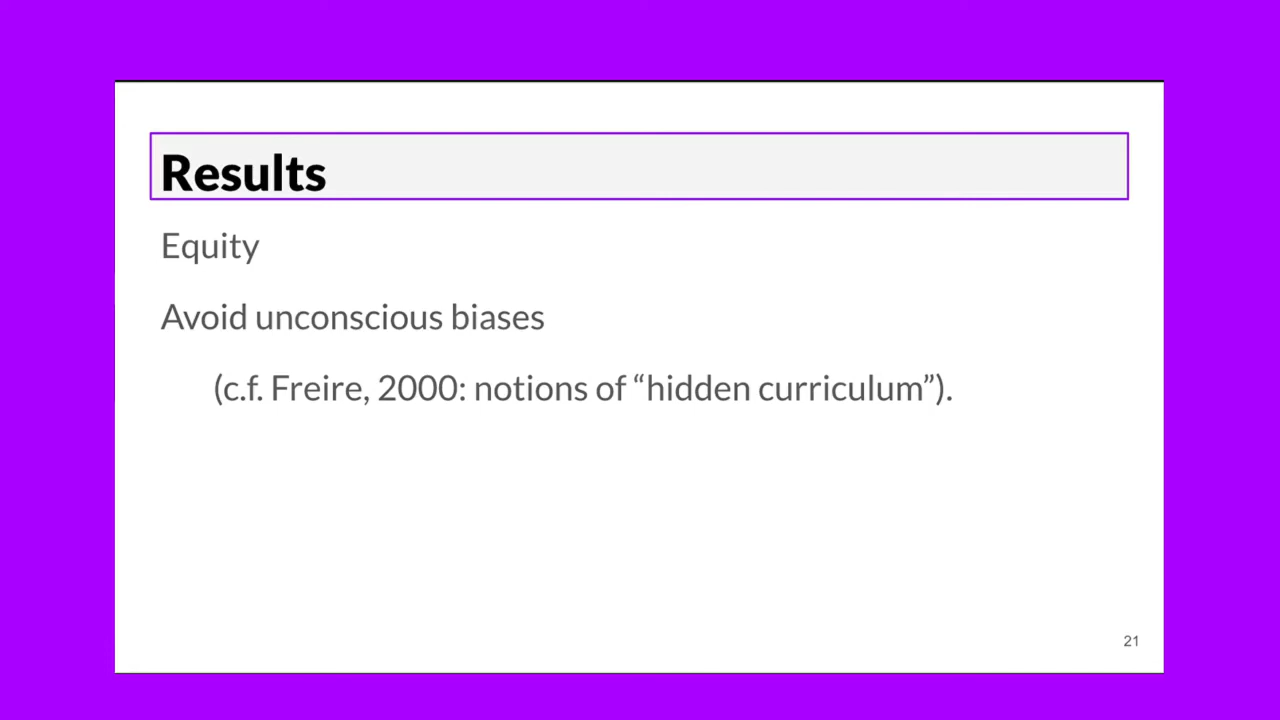 Results
Equity
Avoid unconscious biases
(c.f. Freire, 2000: notions of “hidden curriculum”).
21